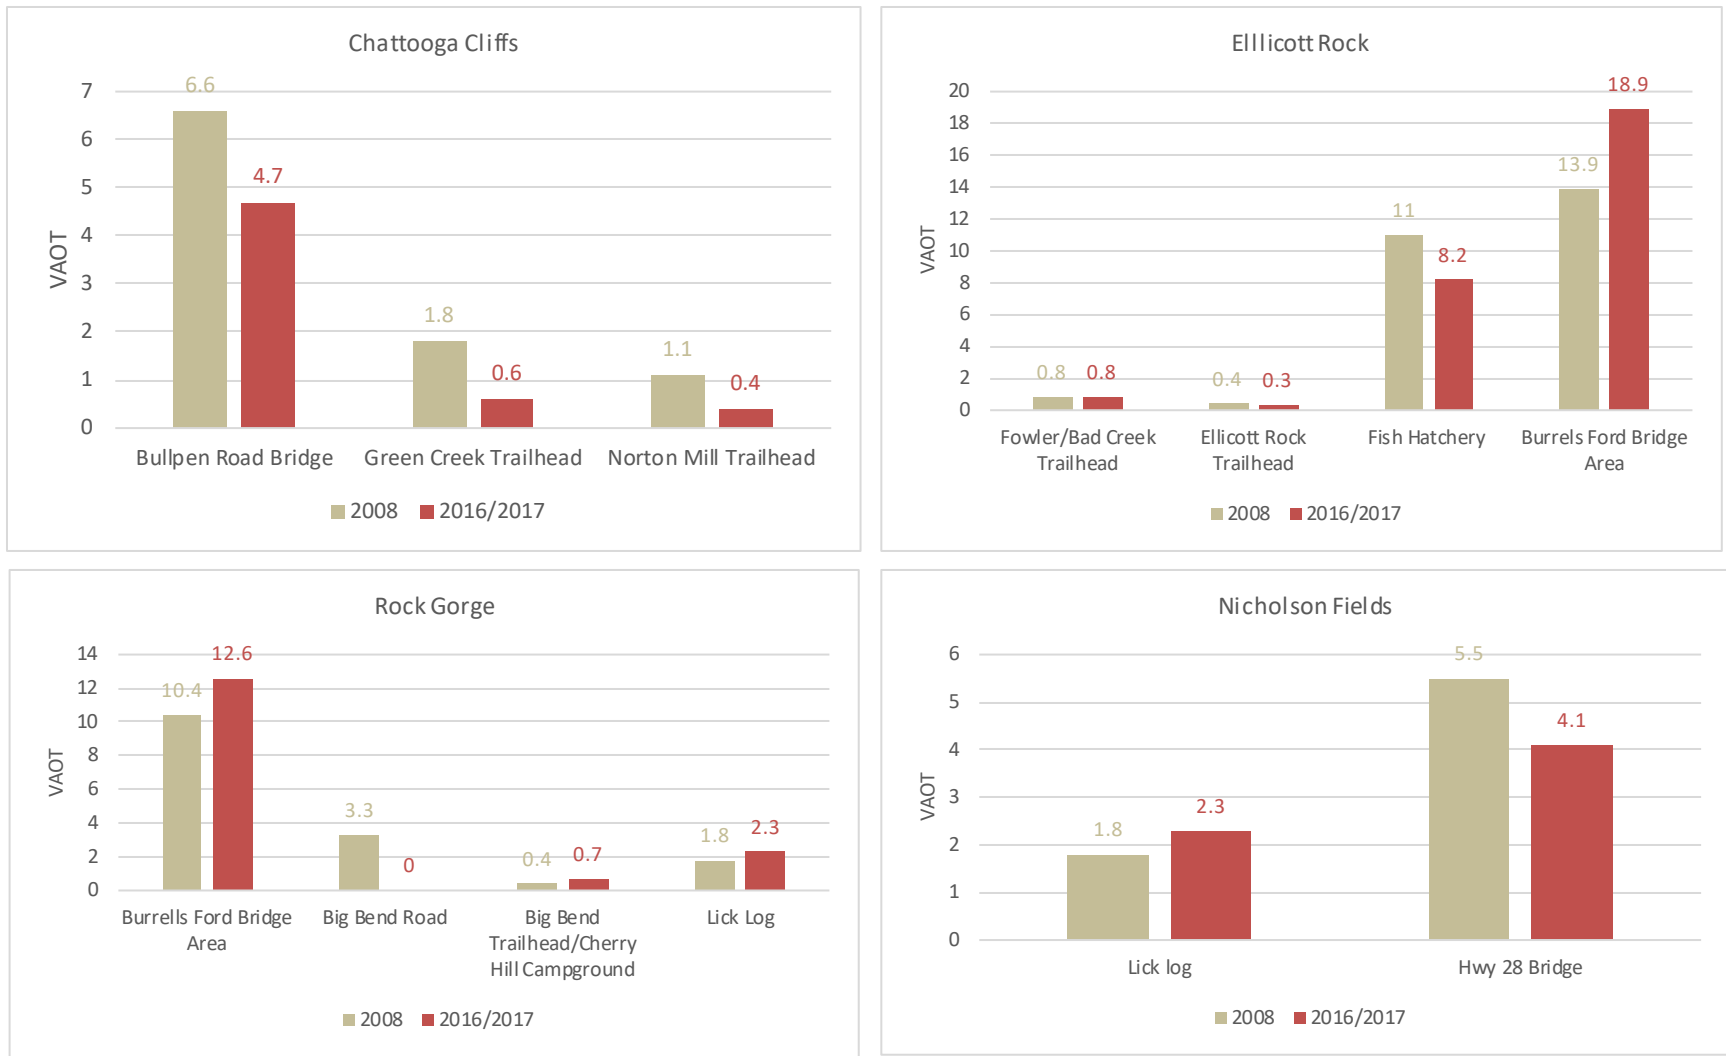 Chattooga Cliffs
VAOT
7
6
5
4
3
2
1
0
6.6
4.7
1.8
0.6
1.1
0.4
Bullpen Road Bridge
Green Creek Trailhead
Norton Mill Trailhead
2008
2016/2017
Elllicott Rock
VAOT
20
18
16
14
12
10
8
6
4
2
0
0.8
0.8
0.4
0.3
11
8.2
13.9
18.9
Fowler/Bad Creek
Trailhead
Ellicott Rock
Trailhead
Fish Hatchery
Burrels Ford Bridge
Area
2008
2016/2017
Rock Gorge
VAOT
14
12
10
8
6
4
2
0
10.4
12.6
3.3
0
0.4
0.7
1.8
2.3
Burrells Ford Bridge
Area
Big Bend Road
Big Bend
Trailhead/Cherry
Hill Campground
Lick Log
2008
2016/2017
Nicholson Fields
VAOT
6
5
4
3
2
1
0
1.8
2.3
5.5
4.1
Lick log
Hwy 28 Bridge
2008
2016/2017